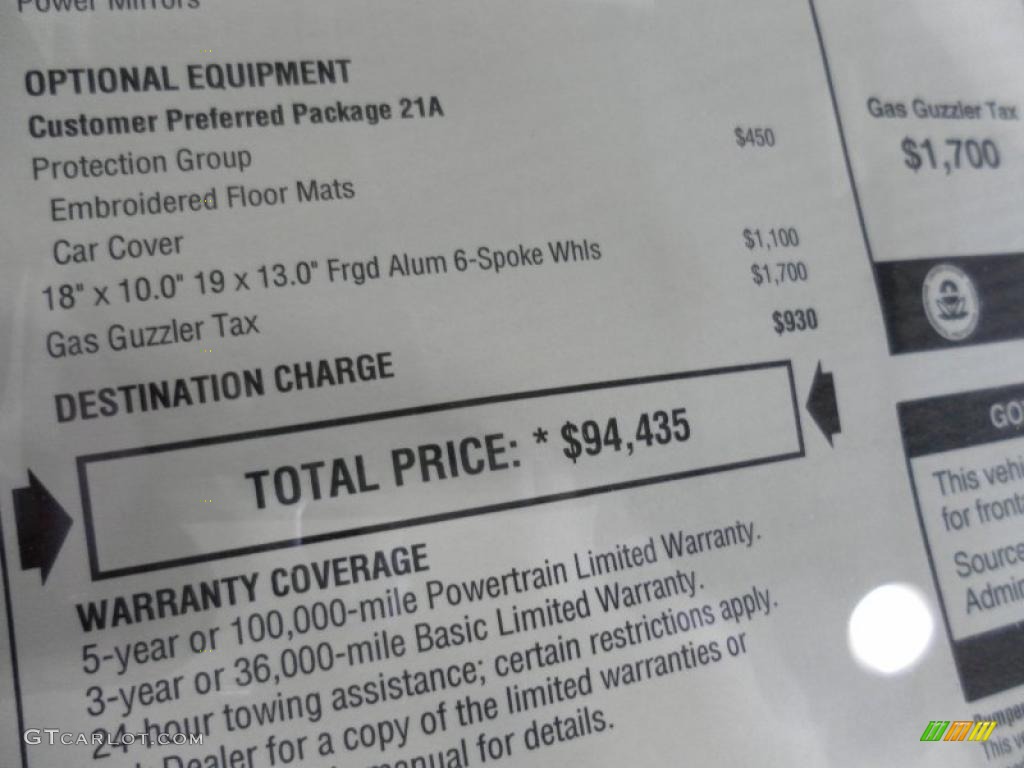 Power Mirrors
OPTIONAL EQUIPMENT
Customer Preferred Package 21A
Protection Group $450
Embroidered Floor Mats
Car Cover
18" x 10.0" 19 x 13.0" Frgd Alum 6-Spoke Whls $1,100
Gas Guzzler Tax $1,700
DESTINATION CHARGE $930
TOTAL PRICE: * $94,435
WARRANTY COVERAGE
5-year or 100,000-mile Powertrain Limited Warranty.
3-year or 36,000-mile Basic Limited Warranty.
24-hour towing assistance; certain restrictions apply.
Dealer for a copy of the limited warranties or
manual for details.
Gas Guzzler Tax
$1,700
GO
This vehi
for front
Source
Admin
This v
GTCARLOT.COM